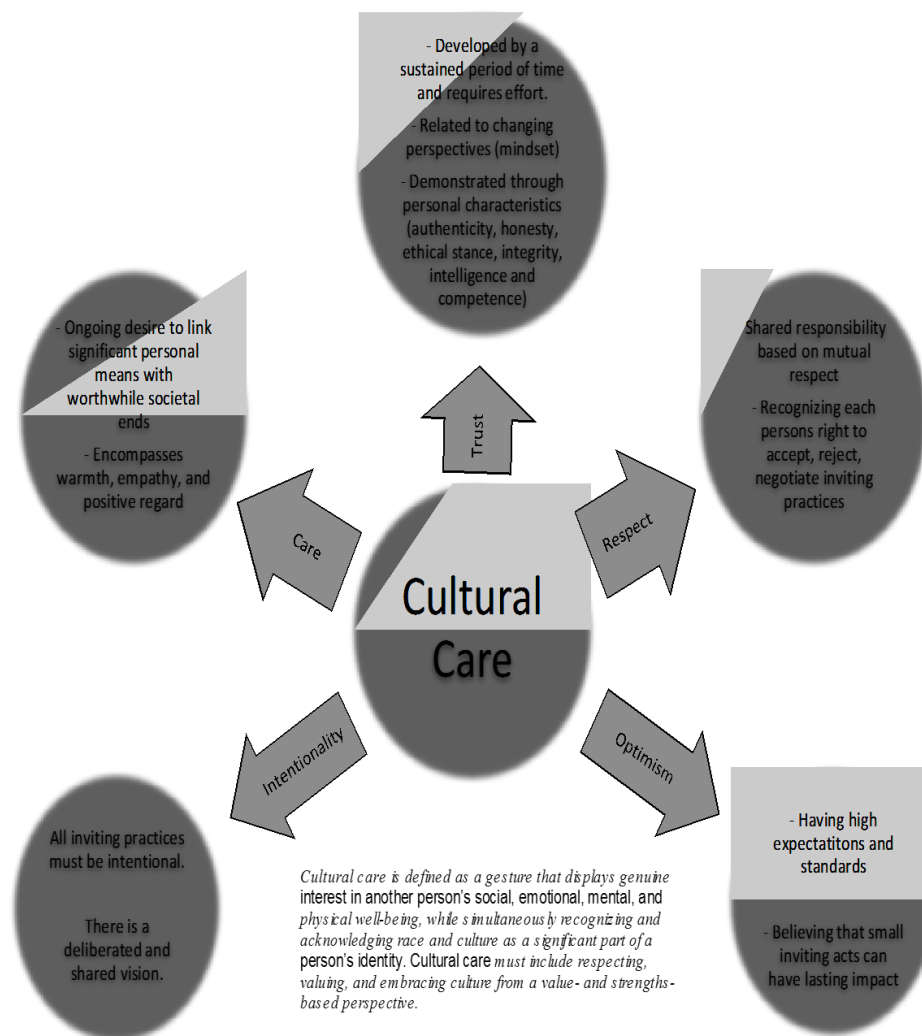 - Developed by a
sustained period of time
and requires effort.
- Related to changing
perspectives (mindset)
- Demonstrated through
personal characteristics
(authenticity, honesty,
ethical stance, integrity,
intelligence and
competence)
- Ongoing desire to link
significant personal
means with
worthwhile societal
ends
- Encompasses
warmth, empathy, and
positive regard
Shared responsibility
based on mutual
respect
- Recognizing each
persons right to
accept, reject,
negotiate inviting
practices
Trust
Care
Respect
Cultural
Care
Intentionality
Optimism
All inviting practices
must be intentional.
There is a
deliberated and
shared vision.
- Having high
expectatitons and
standards
- Believing that small
inviting acts can
have lasting impact
Cultural care is defined as a gesture that displays genuine
interest in another person's social, emotional, mental, and
physical well-being, while simultaneously recognizing and
acknowledging race and culture as a significant part of a
person's identity. Cultural care must include respecting,
valuing, and embracing culture from a value- and strengths-
based perspective.